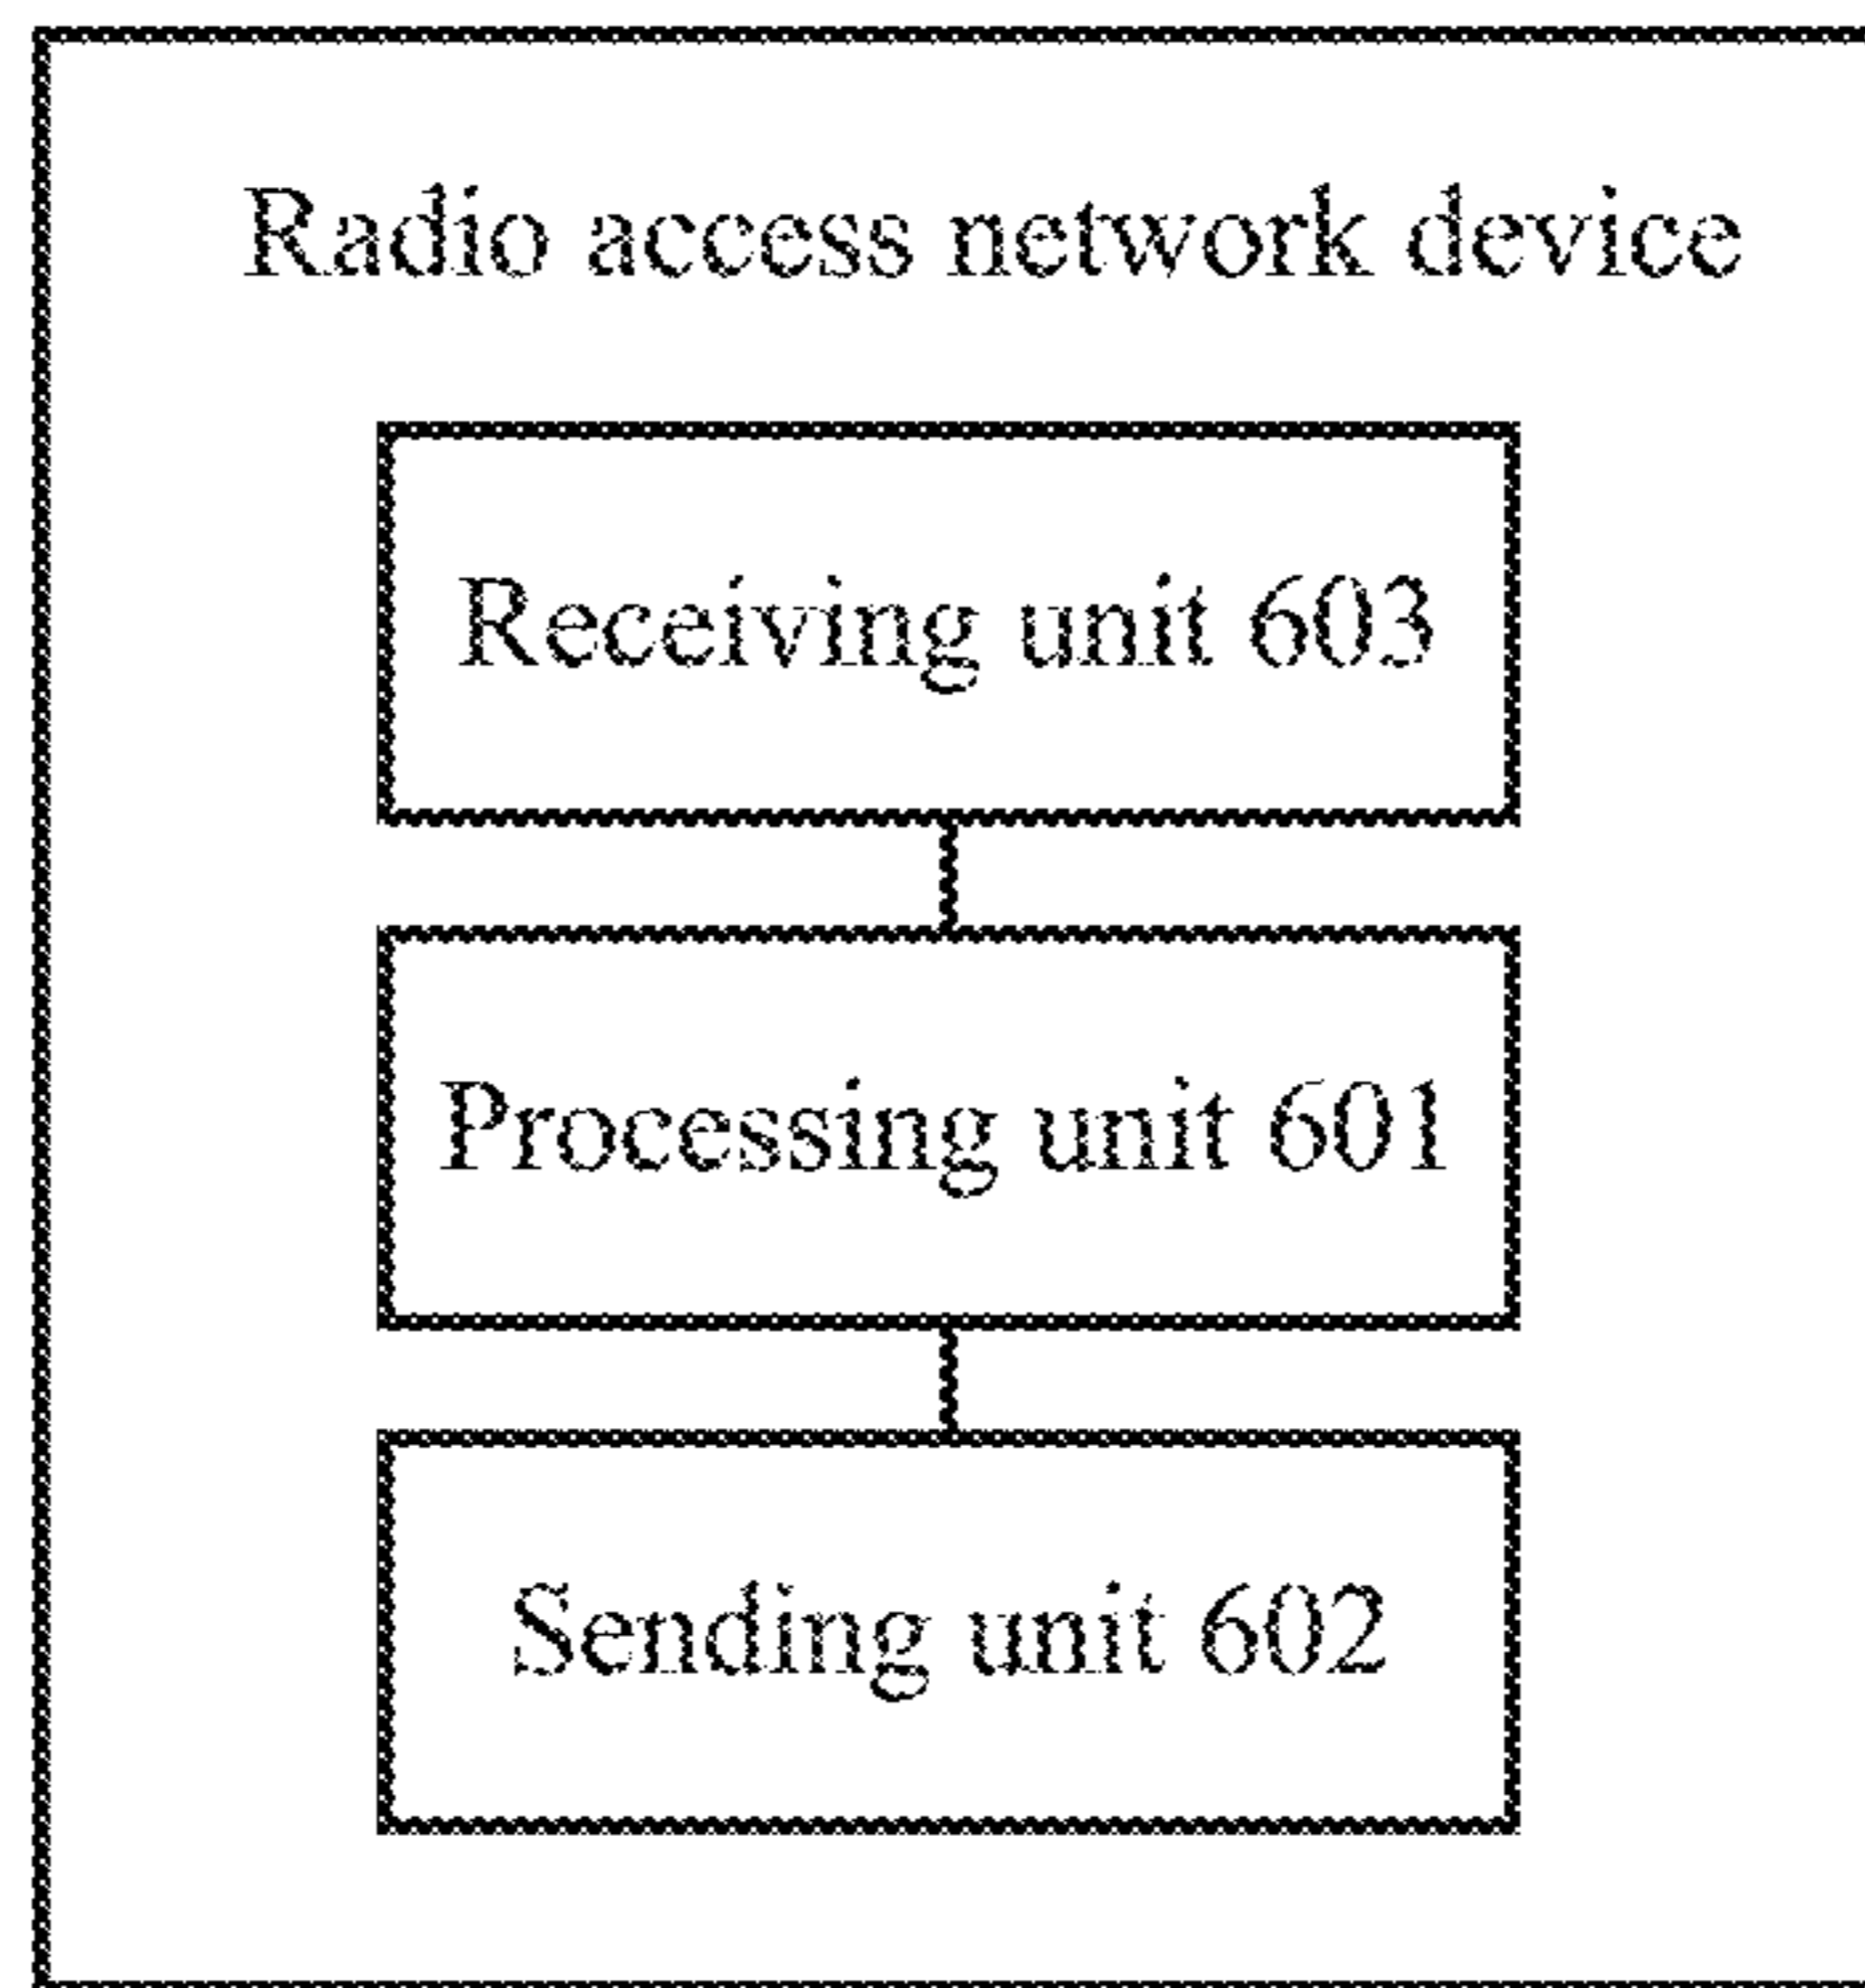 Radio access network device
Receiving unit 603
Processing unit 601
Sending unit 602